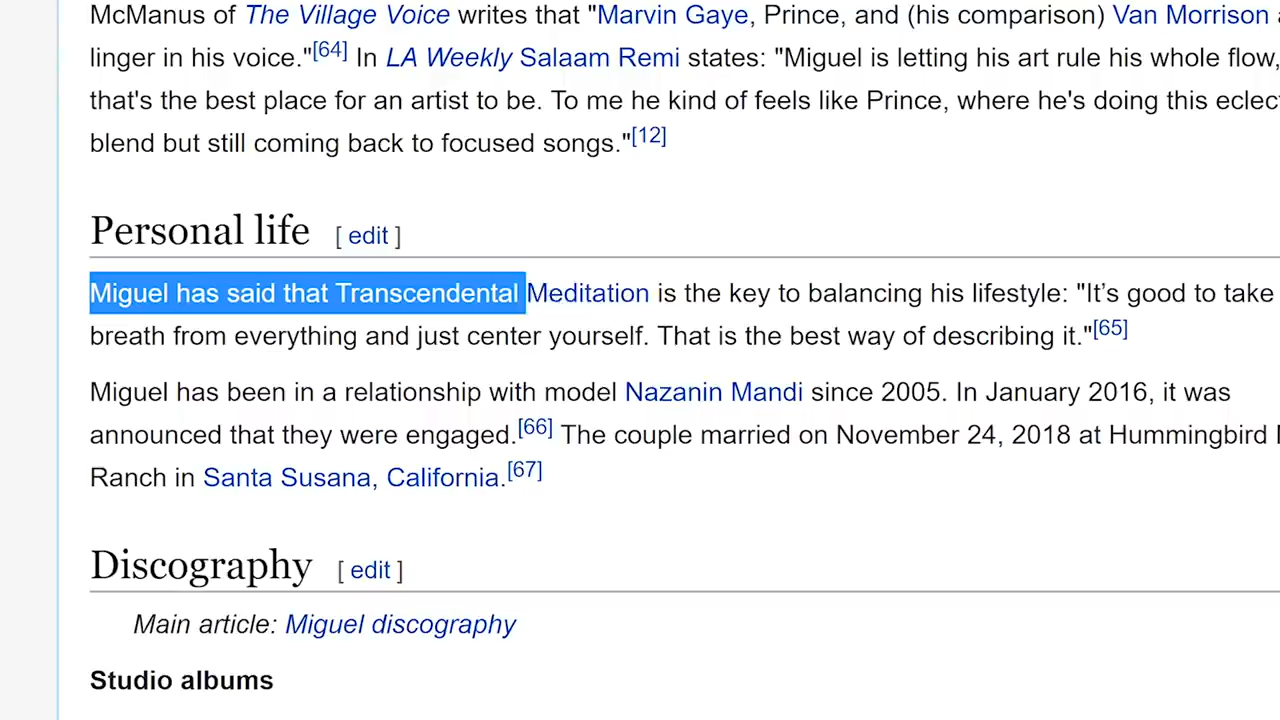 McManus of The Village Voice writes that "Marvin Gaye, Prince, and (his comparison) Van Morrison
linger in his voice."[64] In LA Weekly Salaam Remi states: "Miguel is letting his art rule his whole flow,
that's the best place for an artist to be. To me he kind of feels like Prince, where he's doing this
blend but still coming back to focused songs."[12]
Personal life [ edit ]
Miguel has said that Transcendental Meditation is the key to balancing his lifestyle: "It’s good to take
breath from everything and just center yourself. That is the best way of describing it."[65]
Miguel has been in a relationship with model Nazanin Mandi since 2005. In January 2016, it was
announced that they were engaged.[66] The couple married on November 24, 2018 at Hummingbird
Ranch in Santa Susana, California.[67]
Discography [ edit ]
Main article: Miguel discography
Studio albums